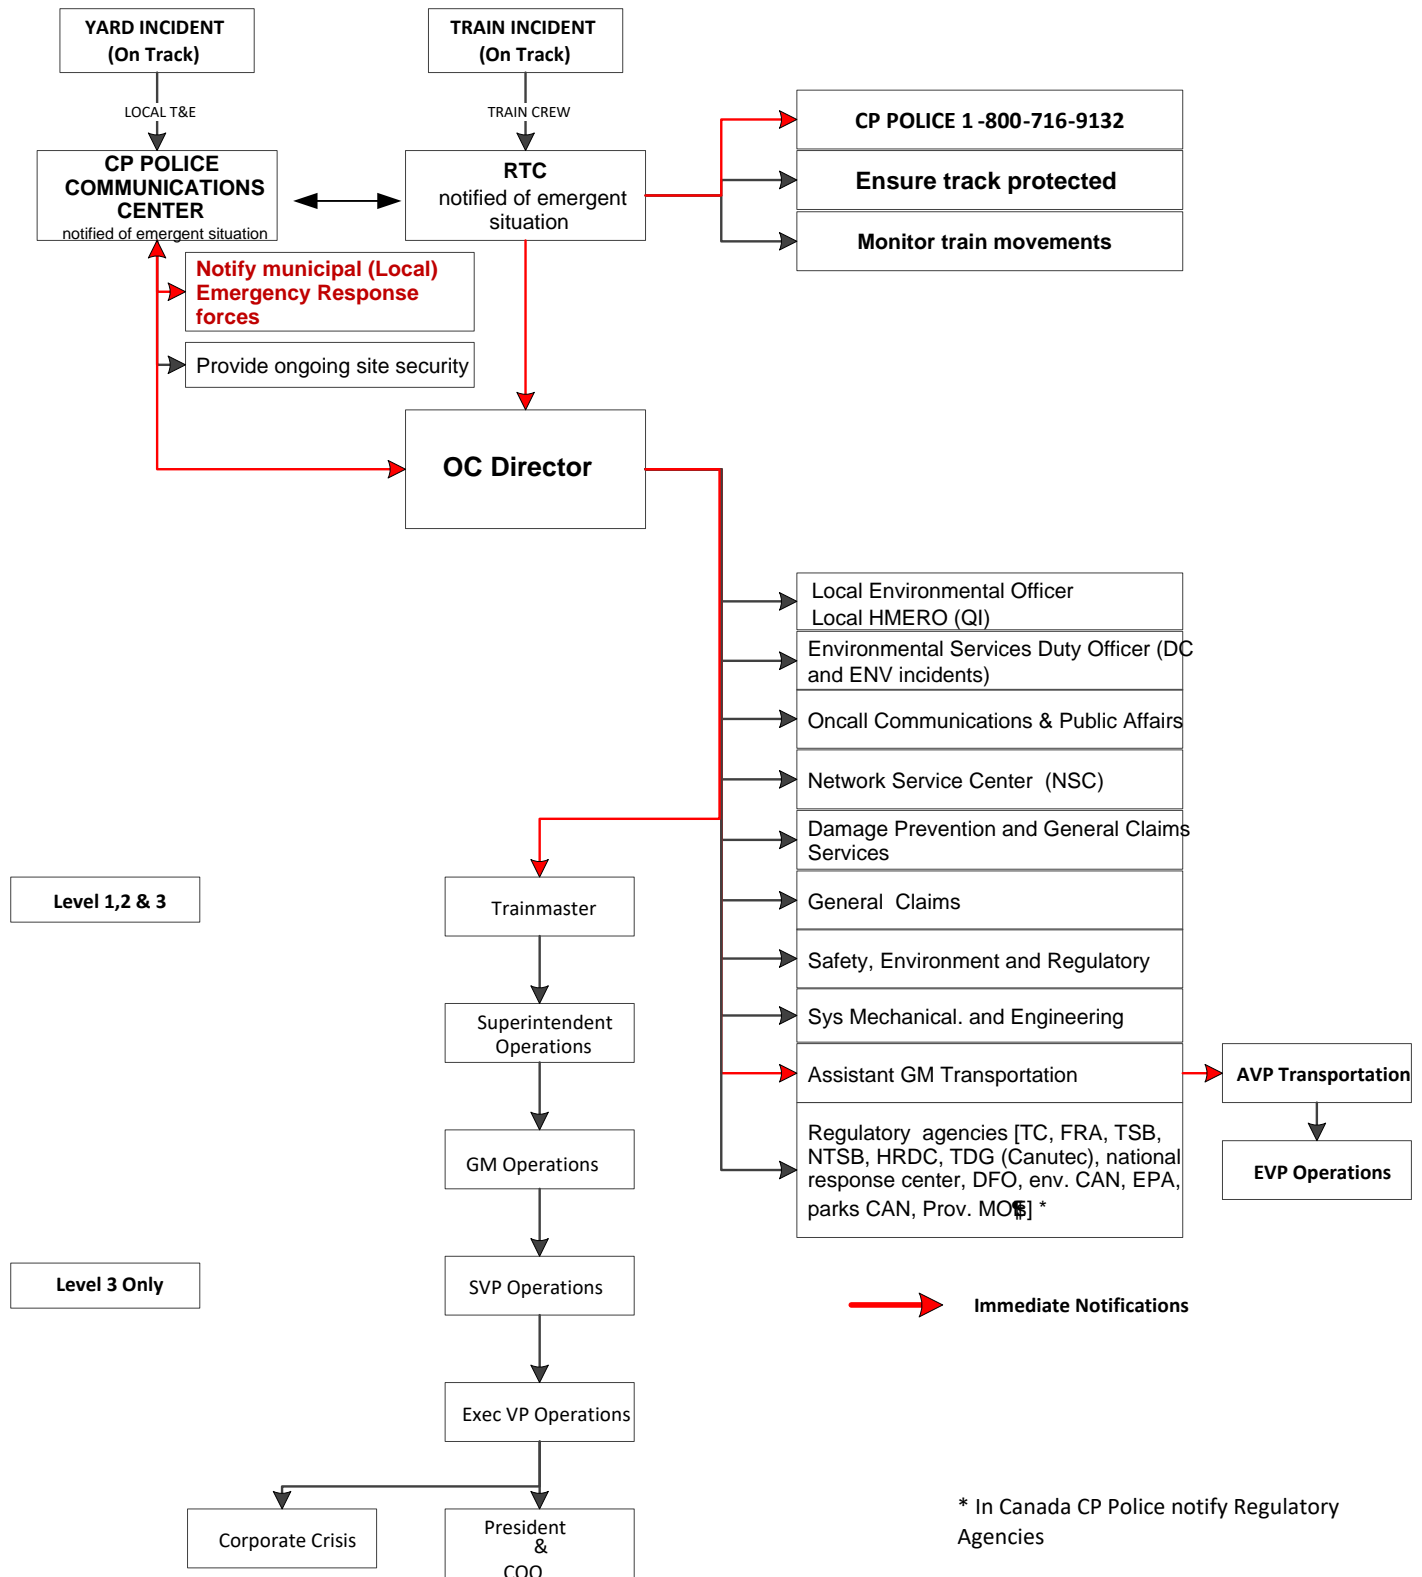 YARD INCIDENT
(On Track)
TRAIN INCIDENT
(On Track)
LOCAL T&E
TRAIN CREW
CP POLICE
COMMUNICATIONS
CENTER
notified of emergent situation
RTC
notified of emergent
situation
CP POLICE 1 -800-716-9132
Ensure track protected
Monitor train movements
Notify municipal (Local)
Emergency Response
forces
Provide ongoing site security
OC Director
Local Environmental Officer
Local HMERO (QI)
Environmental Services Duty Officer (DC
and ENV incidents)
Oncall Communications & Public Affairs
Network Service Center (NSC)
Damage Prevention and General Claims
Services
General Claims
Safety, Environment and Regulatory
Sys Mechanical. and Engineering
Assistant GM Transportation
AVP Transportation
EVP Operations
Regulatory agencies [TC, FRA, TSB,
NTSB, HRDC, TDG (Canutec), national
response center, DFO, env. CAN, EPA,
parks CAN, Prov. *
Level 1,2 & 3
Trainmaster
Superintendent
Operations
GM Operations
Level 3 Only
SVP Operations
Immediate Notifications
Exec VP Operations
Corporate Crisis
President
&
COO
* In Canada CP Police notify Regulatory
Agencies